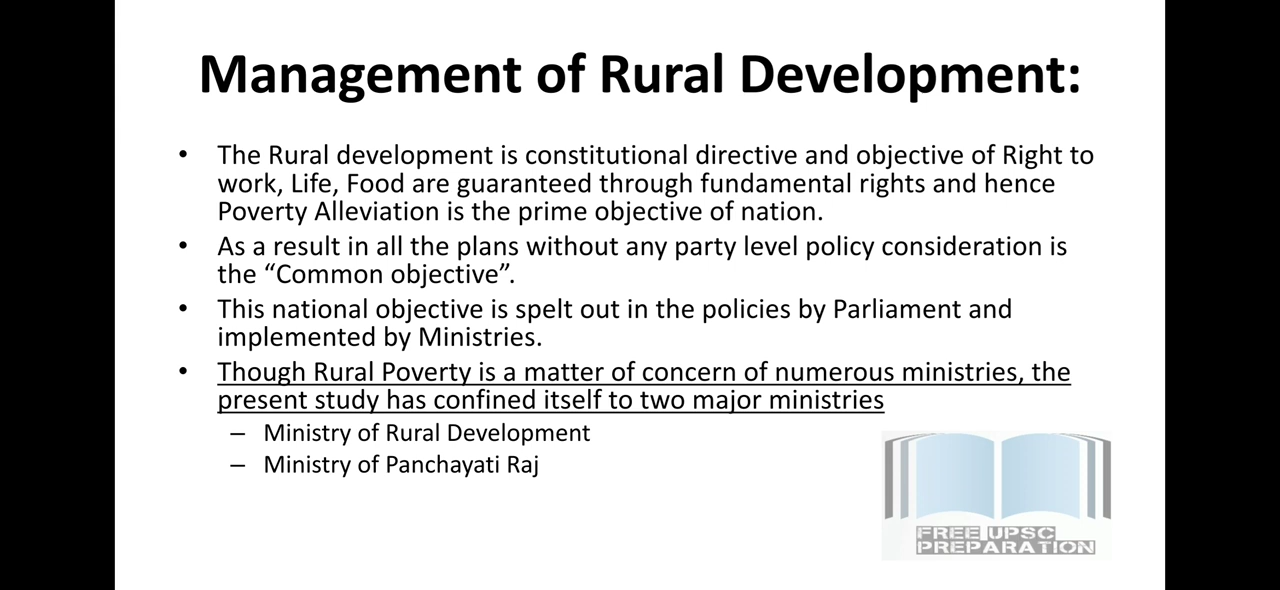 Management of Rural Development:
• The Rural development is constitutional directive and objective of Right to
work, Life, Food are guaranteed through fundamental rights and hence
Poverty Alleviation is the prime objective of nation.
• As a result in all the plans without any party level policy consideration is
the “Common objective”.
• This national objective is spelt out in the policies by Parliament and
implemented by Ministries.
• Though Rural Poverty is a matter of concern of numerous ministries, the
present study has confined itself to two major ministries
– Ministry of Rural Development
– Ministry of Panchayati Raj
FREE UPSC
PREPARATION